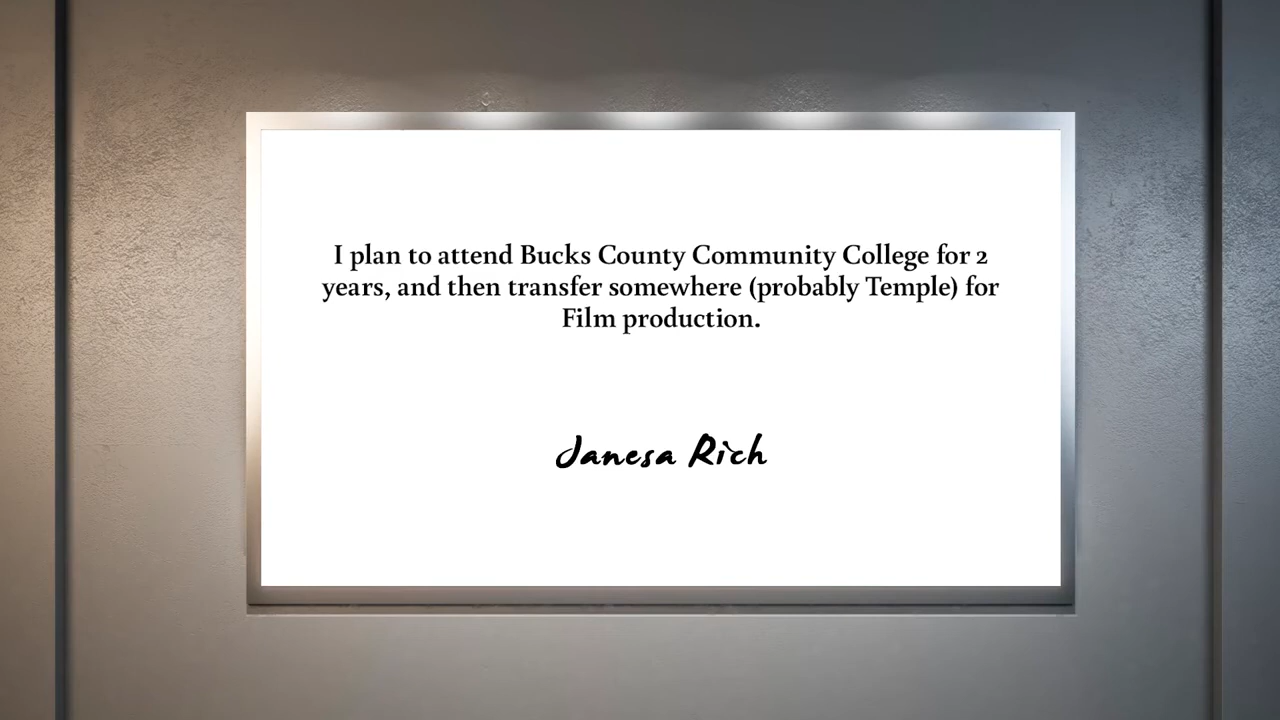 I plan to attend Bucks County Community College for 2
years, and then transfer somewhere (probably Temple) for
Film production.
Janesa Rich